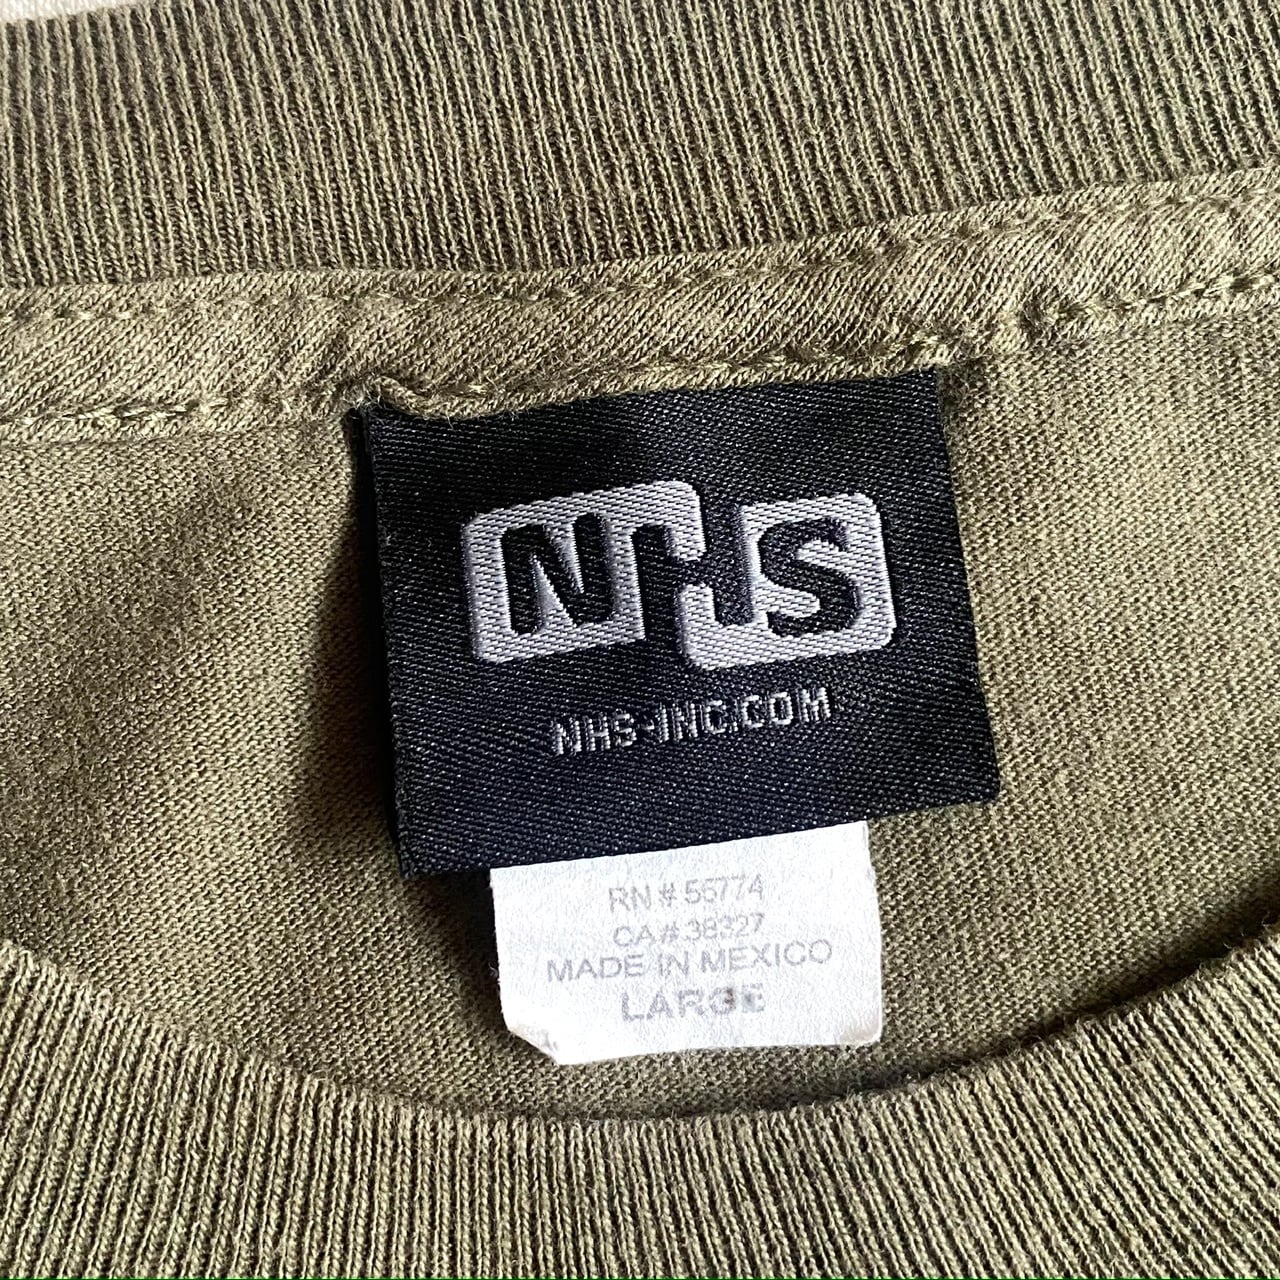 NHS
NHS-INC.COM
RN # 55774
CA # 38327
MADE IN MEXICO
LARGE